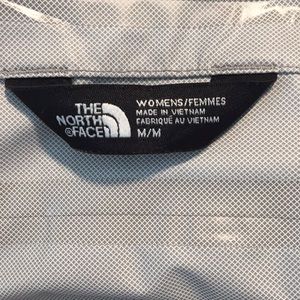 THE
NORTH
FACE
WOMENS/FEMMES
MADE IN VIETNAM
FABRIQUÉ AU VIETNAM
M/M